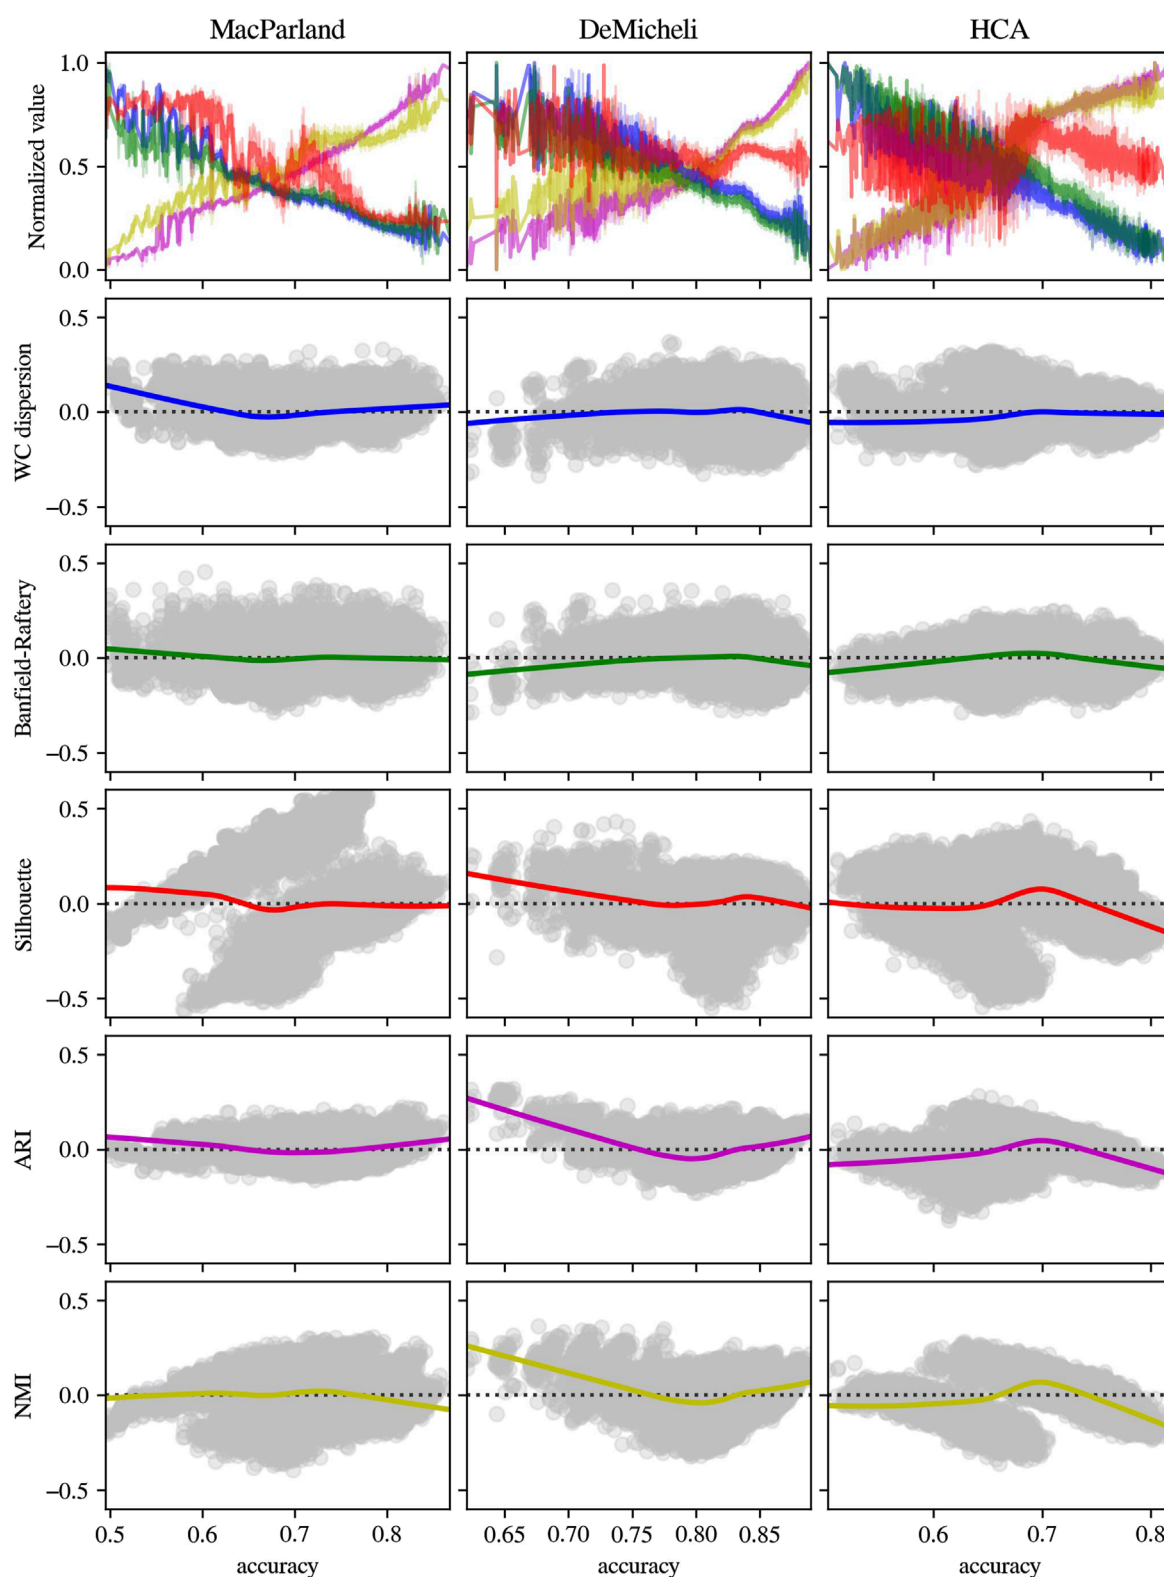 MacParland DeMicheli HCA
1.0
Normalized value
0.5
0.0
0.5
WC dispersion
0.0
−0.5
0.5
Banfield-Raftery
0.0
−0.5
0.5
Silhouette
0.0
−0.5
0.5
ARI
0.0
−0.5
0.5
NMI
0.0
−0.5
0.5 0.6 0.7 0.8 0.65 0.70 0.75 0.80 0.85 0.6 0.7 0.8
accuracy accuracy accuracy